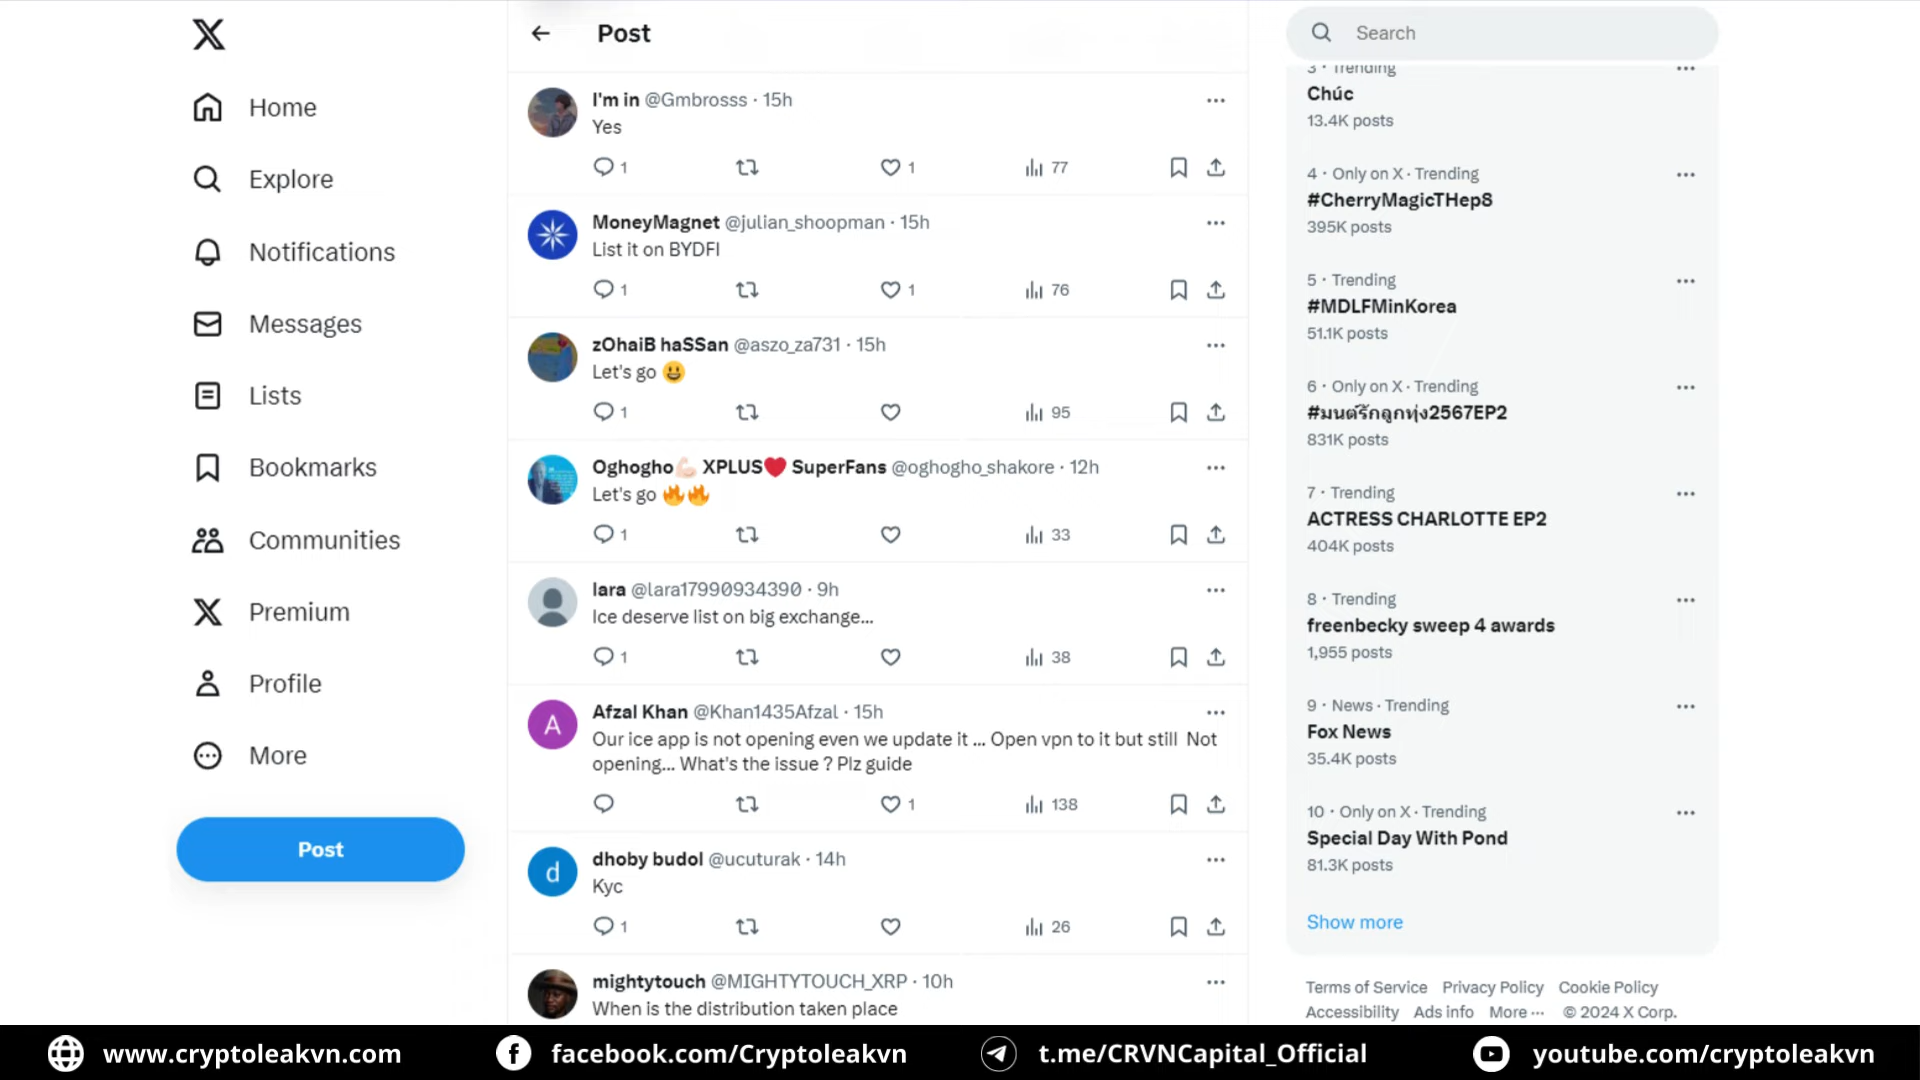 Home
Explore
Notifications
Messages
Lists
Bookmarks
Communities
Premium
Profile
More
Post
Post
I'm in @Gmbrosss · 15h
Yes
1 1 77
MoneyMagnet @julian_shoopman · 15h
List it on BYDFI
1 1 76
zOhaiB haSSan @aszo_za731 · 15h
Let's go 😃
1 95
Oghogho💪🏻 XPLUS❤️ SuperFans @oghogho_shakore · 12h
Let's go 🔥🔥
1 33
lara @lara17990934390 · 9h
Ice deserve list on big exchange...
1 38
A
Afzal Khan @Khan1435Afzal · 15h
Our ice app is not opening even we update it ... Open vpn to it but still Not
opening... What's the issue ? Plz guide
1 138
d
dhoby budol @ucuturak · 14h
Kyc
1 26
mightytouch @MIGHTYTOUCH_XRP · 10h
When is the distribution taken place
Search
3 · Trending
Chúc
13.4K posts
4 · Only on X · Trending
#CherryMagicTHep8
395K posts
5 · Trending
#MDLFMinKorea
51.1K posts
6 · Only on X · Trending
#มนต์รักลูกทุ่ง2567EP2
831K posts
7 · Trending
ACTRESS CHARLOTTE EP2
404K posts
8 · Trending
freenbecky sweep 4 awards
1,955 posts
9 · News · Trending
Fox News
35.4K posts
10 · Only on X · Trending
Special Day With Pond
81.3K posts
Show more
Terms of Service Privacy Policy Cookie Policy
Accessibility Ads info More ··· © 2024 X Corp.
www.cryptoleakvn.com facebook.com/Cryptoleakvn t.me/CRVNCapital_Official youtube.com/cryptoleakvn